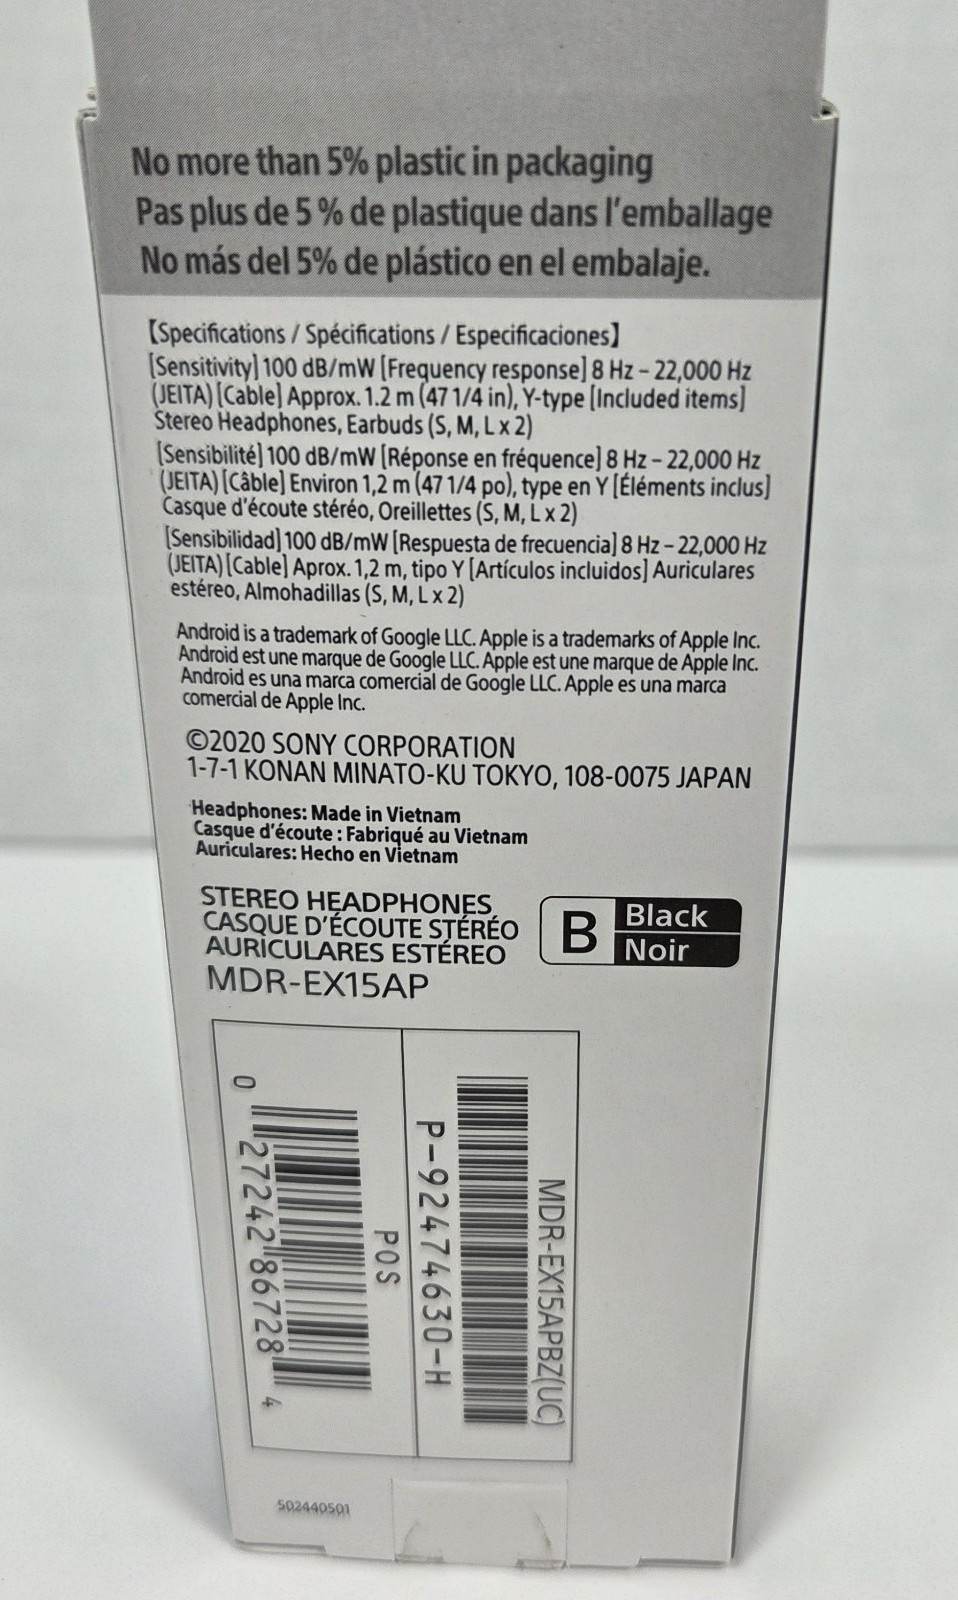 No more than 5% plastic in packaging
Pas plus de 5 % de plastique dans l'emballage
No más del 5% de plástico en el embalaje.
【Specifications / Spécifications / Especificaciones】
[Sensitivity] 100 dB/mW [Frequency response] 8 Hz – 22,000 Hz
(JEITA) [Cable] Approx. 1.2 m (47 1/4 in), Y-type [Included items]
Stereo Headphones, Earbuds (S, M, L x 2)
[Sensibilité] 100 dB/mW [Réponse en fréquence] 8 Hz – 22,000 Hz
(JEITA) [Câble] Environ 1,2 m (47 1/4 po), type en Y [Éléments inclus]
Casque d'écoute stéréo, Oreillettes (S, M, L x 2)
[Sensibilidad] 100 dB/mW [Respuesta de frecuencia] 8 Hz – 22,000 Hz
(JEITA) [Cable] Aprox. 1,2 m, tipo Y [Artículos incluidos] Auriculares
estéreo, Almohadillas (S, M, L x 2)
Android is a trademark of Google LLC. Apple is a trademarks of Apple Inc.
Android est une marque de Google LLC. Apple est une marque de Apple Inc.
Android es una marca comercial de Google LLC. Apple es una marca
comercial de Apple Inc.
©2020 SONY CORPORATION
1-7-1 KONAN MINATO-KU TOKYO, 108-0075 JAPAN
Headphones: Made in Vietnam
Casque d'écoute : Fabriqué au Vietnam
Auriculares: Hecho en Vietnam
STEREO HEADPHONES
CASQUE D'ÉCOUTE STÉRÉO
AURICULARES ESTÉREO
MDR-EX15AP
B Black
Noir
MDR-EX15APBZ(UC)
P-92474630-H
POS
0 27242 86728 4
502440501